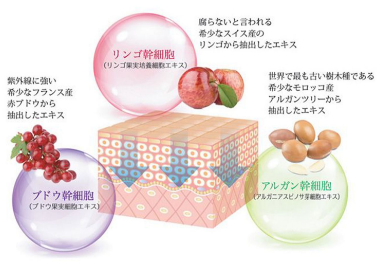 腐らないと言われる
希少なスイス産の
リンゴから抽出したエキス
リンゴ幹細胞
(リンゴ果実培養細胞エキス)
紫外線に強い
希少なフランス産
赤ブドウから
抽出したエキス
世界で最も古い樹木種である
希少なモロッコ産
アルガンツリーから
抽出したエキス
ブドウ幹細胞
(ブドウ果実細胞エキス)
アルガン幹細胞
(アルガニアスピノサ芽細胞エキス)